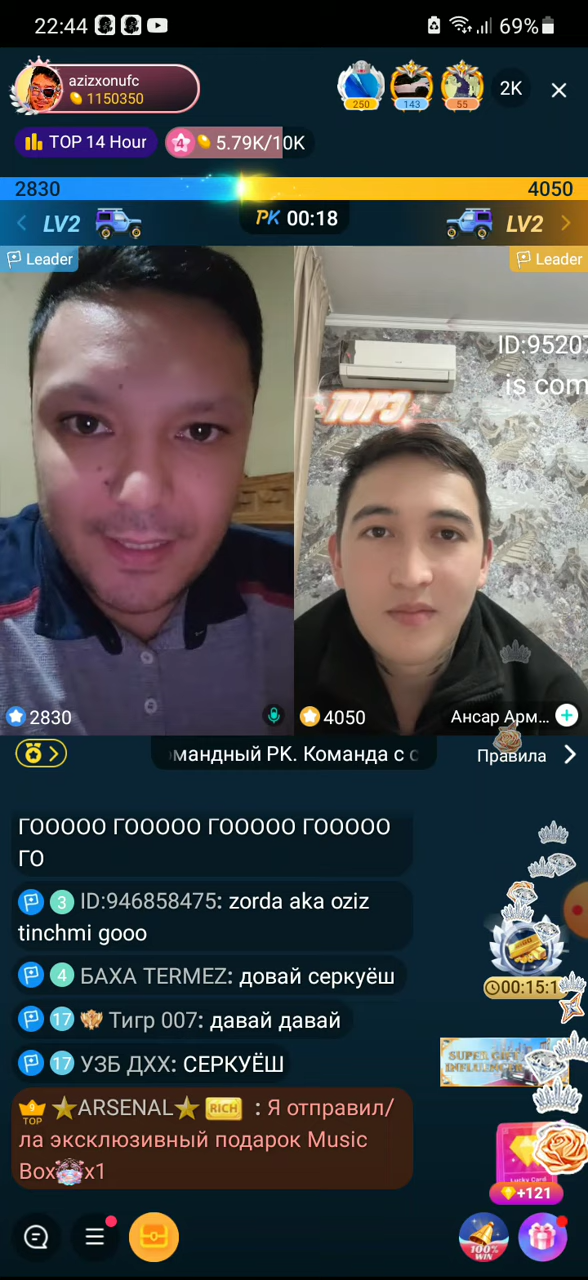 22:44
69%
azizxonufc
1150350
250
143
55
2K
TOP 14 Hour
4
5.79K/10K
2830
4050
LV2
PK 00:18
LV2
Leader
Leader
ID:9520
is com
TOP3
2830
4050
Ансар Арм...
мандный РК. Команда с с
Правила
ГООООО ГООООО ГООООО ГООООО
ГО
3 ID:946858475: zorda aka oziz
tinchmi gooo
4 БАХА TERMEZ: довай серкуёш
17 Тигр 007: давай давай
17 УЗБ ДХХ: СЕРКУЁШ
00:15:1
SUPER GIFT
INFLUENCER
9 TOP ARSENAL RICH : Я отправил/
ла эксклюзивный подарок Music
Box x1
Lucky Card
+121
100%
WIN